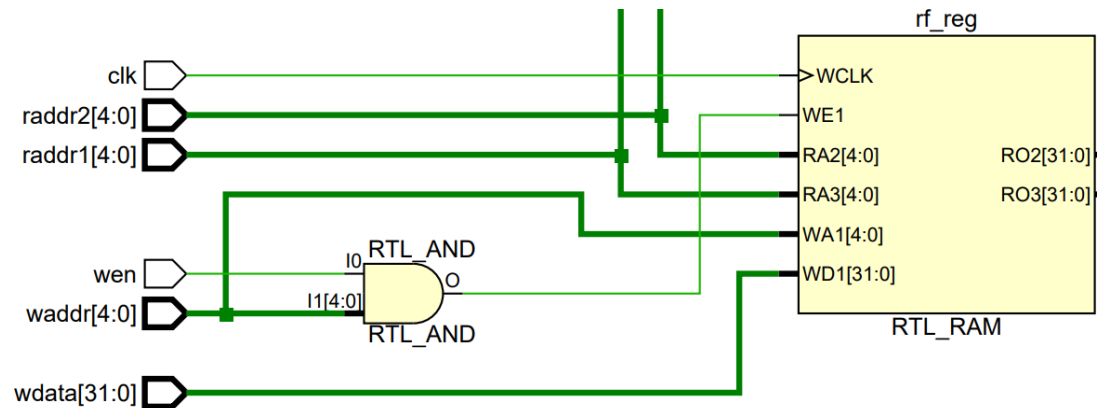 rf_reg
clk
WCLK
raddr2[4:0]
WE1
raddr1[4:0]
RA2[4:0]
RO2[31:0]
RA3[4:0]
RO3[31:0]
WA1[4:0]
RTL_AND
wen
I0
O
WD1[31:0]
waddr[4:0]
I1[4:0]
RTL_AND
RTL_RAM
wdata[31:0]